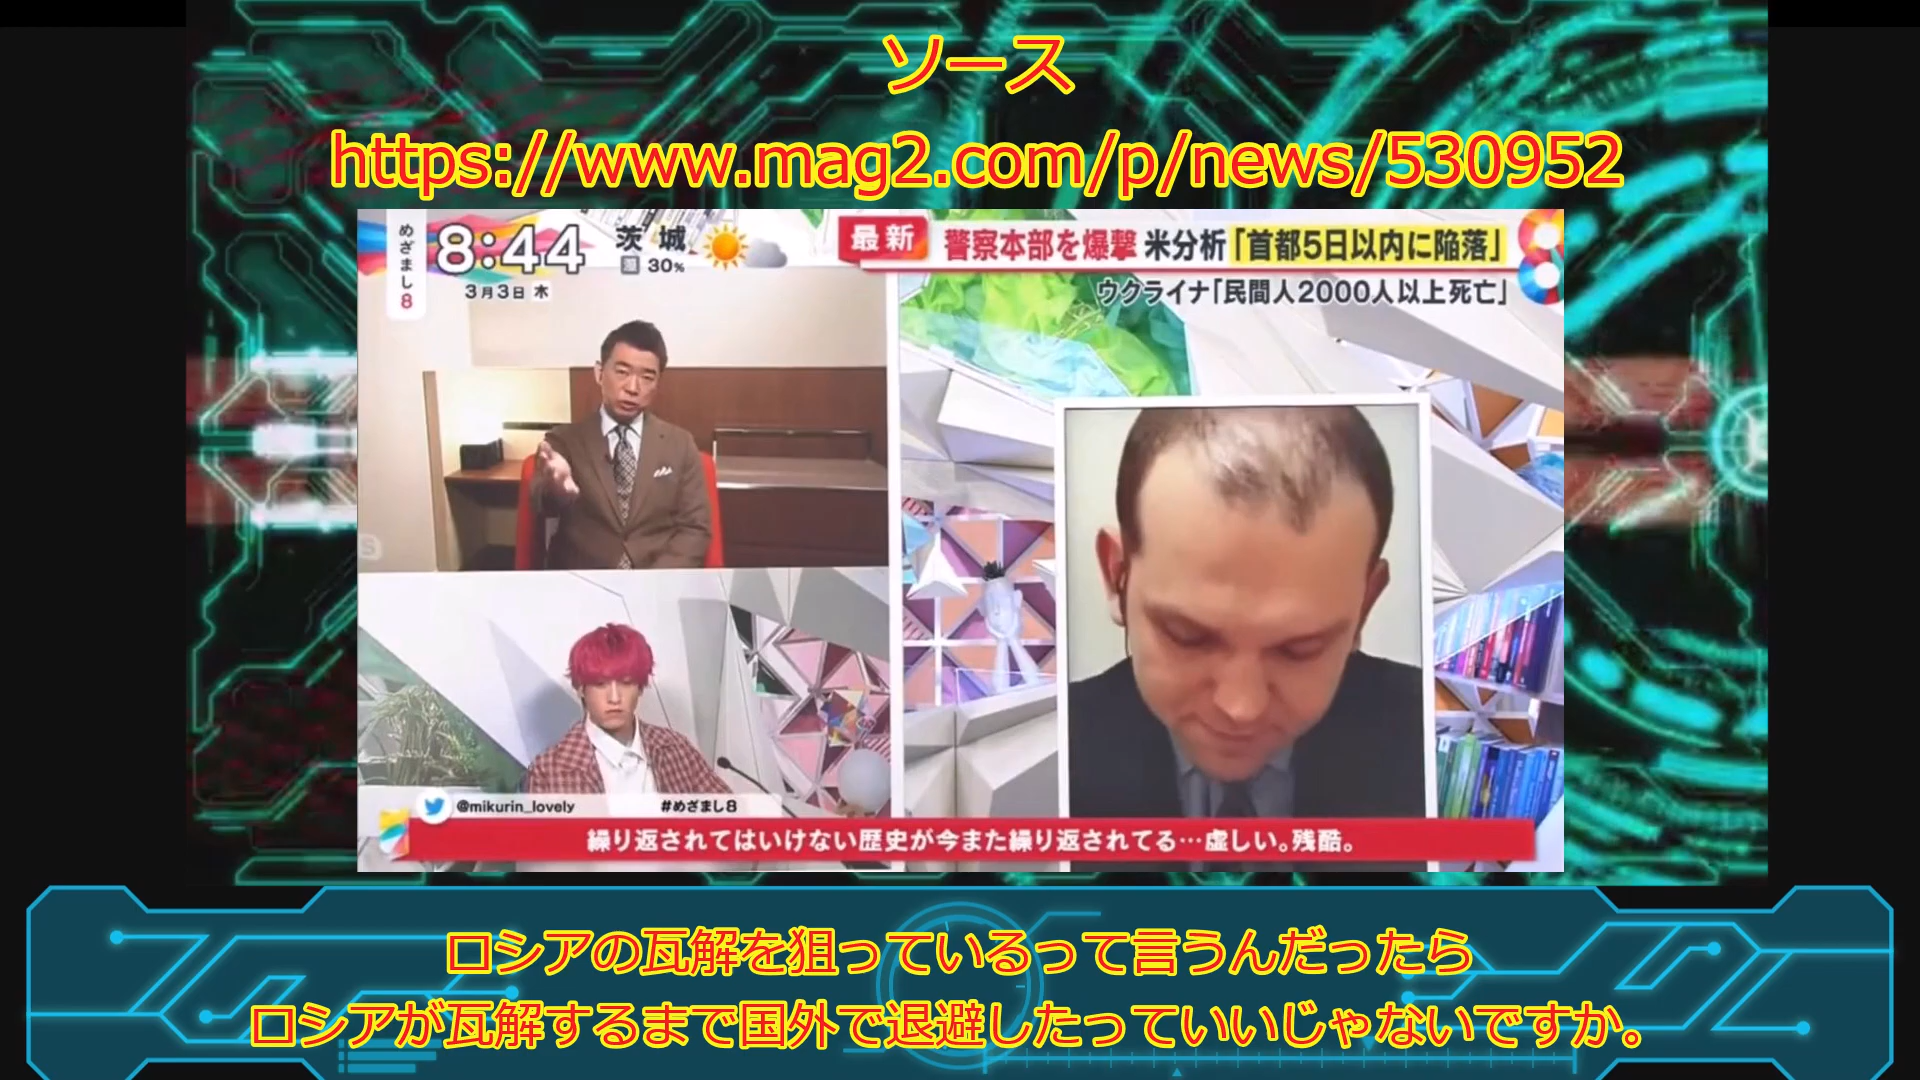 ソース
https://www.mag2.com/p/news/530952
めざまし8
8:44
茨城
30%
3月3日 木
最新
警察本部を爆撃 米分析「首都5日以内に陥落」
ウクライナ「民間人2000人以上死亡」
@mikurin_lovely #めざまし8
繰り返されてはいけない歴史が今また繰り返されてる…虚しい。残酷。
ロシアの瓦解を狙っているって言うんだったら
ロシアが瓦解するまで国外で退避したっていいじゃないですか。